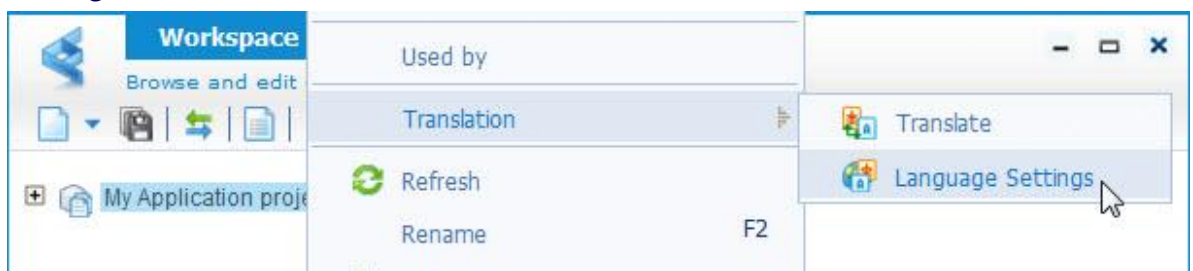 Workspace
Browse and edit
My Application proje
Used by
Translation
Refresh
Rename F2
Translate
Language Settings